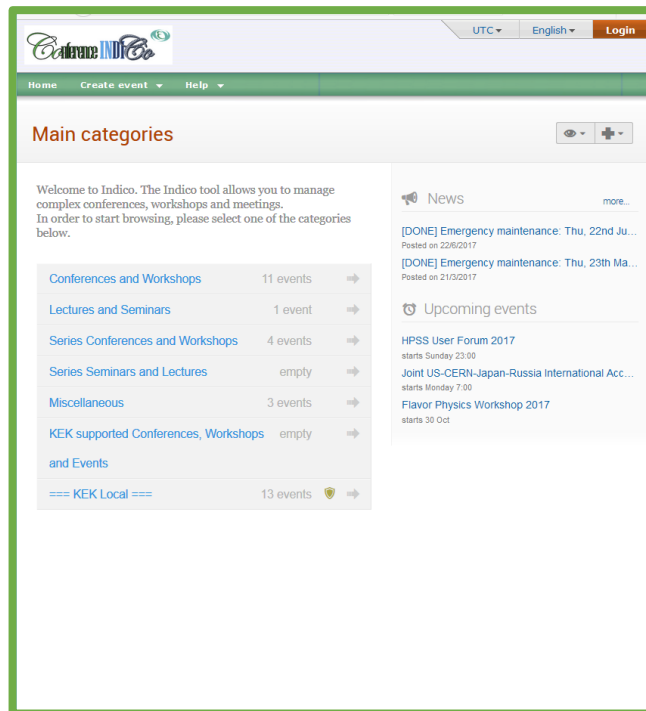 Conference INDiCo
UTC English Login
Home Create event Help
Main categories
Welcome to Indico. The Indico tool allows you to manage
complex conferences, workshops and meetings.
In order to start browsing, please select one of the categories
below.
Conferences and Workshops 11 events
Lectures and Seminars 1 event
Series Conferences and Workshops 4 events
Series Seminars and Lectures empty
Miscellaneous 3 events
KEK supported Conferences, Workshops empty
and Events
=== KEK Local === 13 events
News more...
[DONE] Emergency maintenance: Thu, 22nd Ju...
Posted on 22/6/2017
[DONE] Emergency maintenance: Thu, 23th Ma...
Posted on 21/3/2017
Upcoming events
HPSS User Forum 2017
starts Sunday 23:00
Joint US-CERN-Japan-Russia International Acc...
starts Monday 7:00
Flavor Physics Workshop 2017
starts 30 Oct